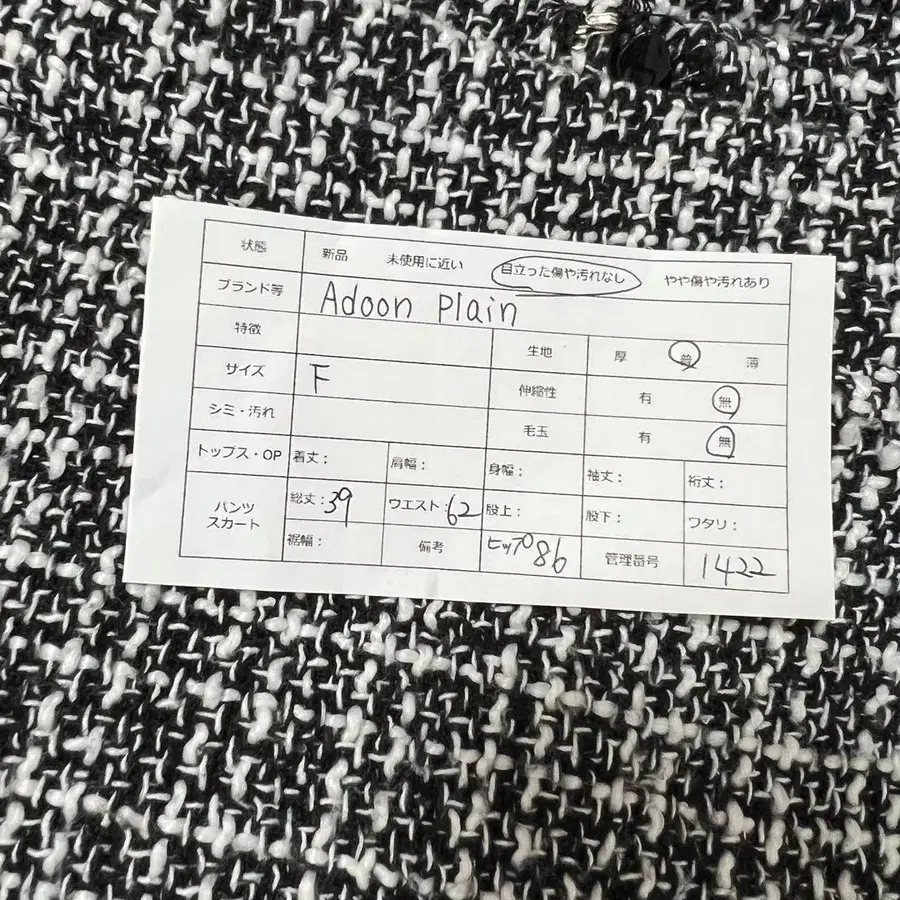 状態 新品 未使用に近い 目立った傷や汚れなし やや傷や汚れあり
ブランド等 Adoon plain
特徴 生地 厚 普 薄
サイズ F 伸縮性 有 無
シミ・汚れ 毛玉 有 無
トップス・OP 着丈: 肩幅: 身幅: 袖丈: 裄丈:
パンツ スカート 総丈:39 ウエスト:62 股上: 股下: ワタリ:
裾幅: 備考 ヒップ86 管理番号 1422